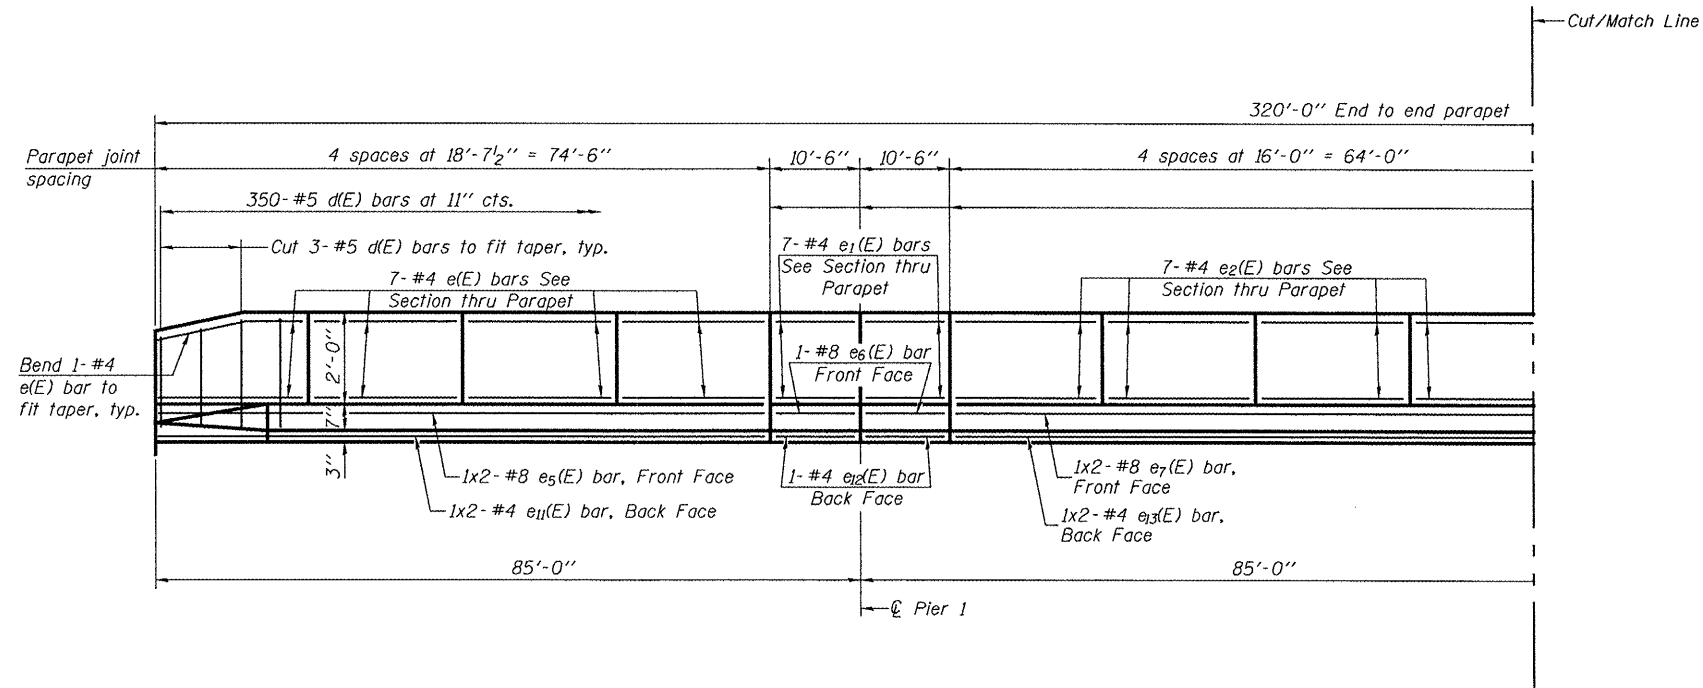 Cut/Match Line
320'-0" End to end parapet
Parapet joint
spacing
4 spaces at 18'-7½" = 74'-6"
10'-6"
10'-6"
4 spaces at 16'-0" = 64'-0"
350-#5 d(E) bars at 11" cts.
Cut 3-#5 d(E) bars to fit taper, typ.
7-#4 e(E) bars See
Section thru Parapet
7-#4 e1(E) bars
See Section thru
Parapet
7-#4 e2(E) bars See
Section thru Parapet
Bend 1-#4
e(E) bar to
fit taper, typ.
2'-0"
7"
3"
1-#8 e6(E) bar
Front Face
1x2-#8 e5(E) bar, Front Face
1x2-#4 e11(E) bar, Back Face
1-#4 e12(E) bar
Back Face
1x2-#8 e7(E) bar,
Front Face
1x2-#4 e13(E) bar,
Back Face
85'-0"
85'-0"
℄ Pier 1